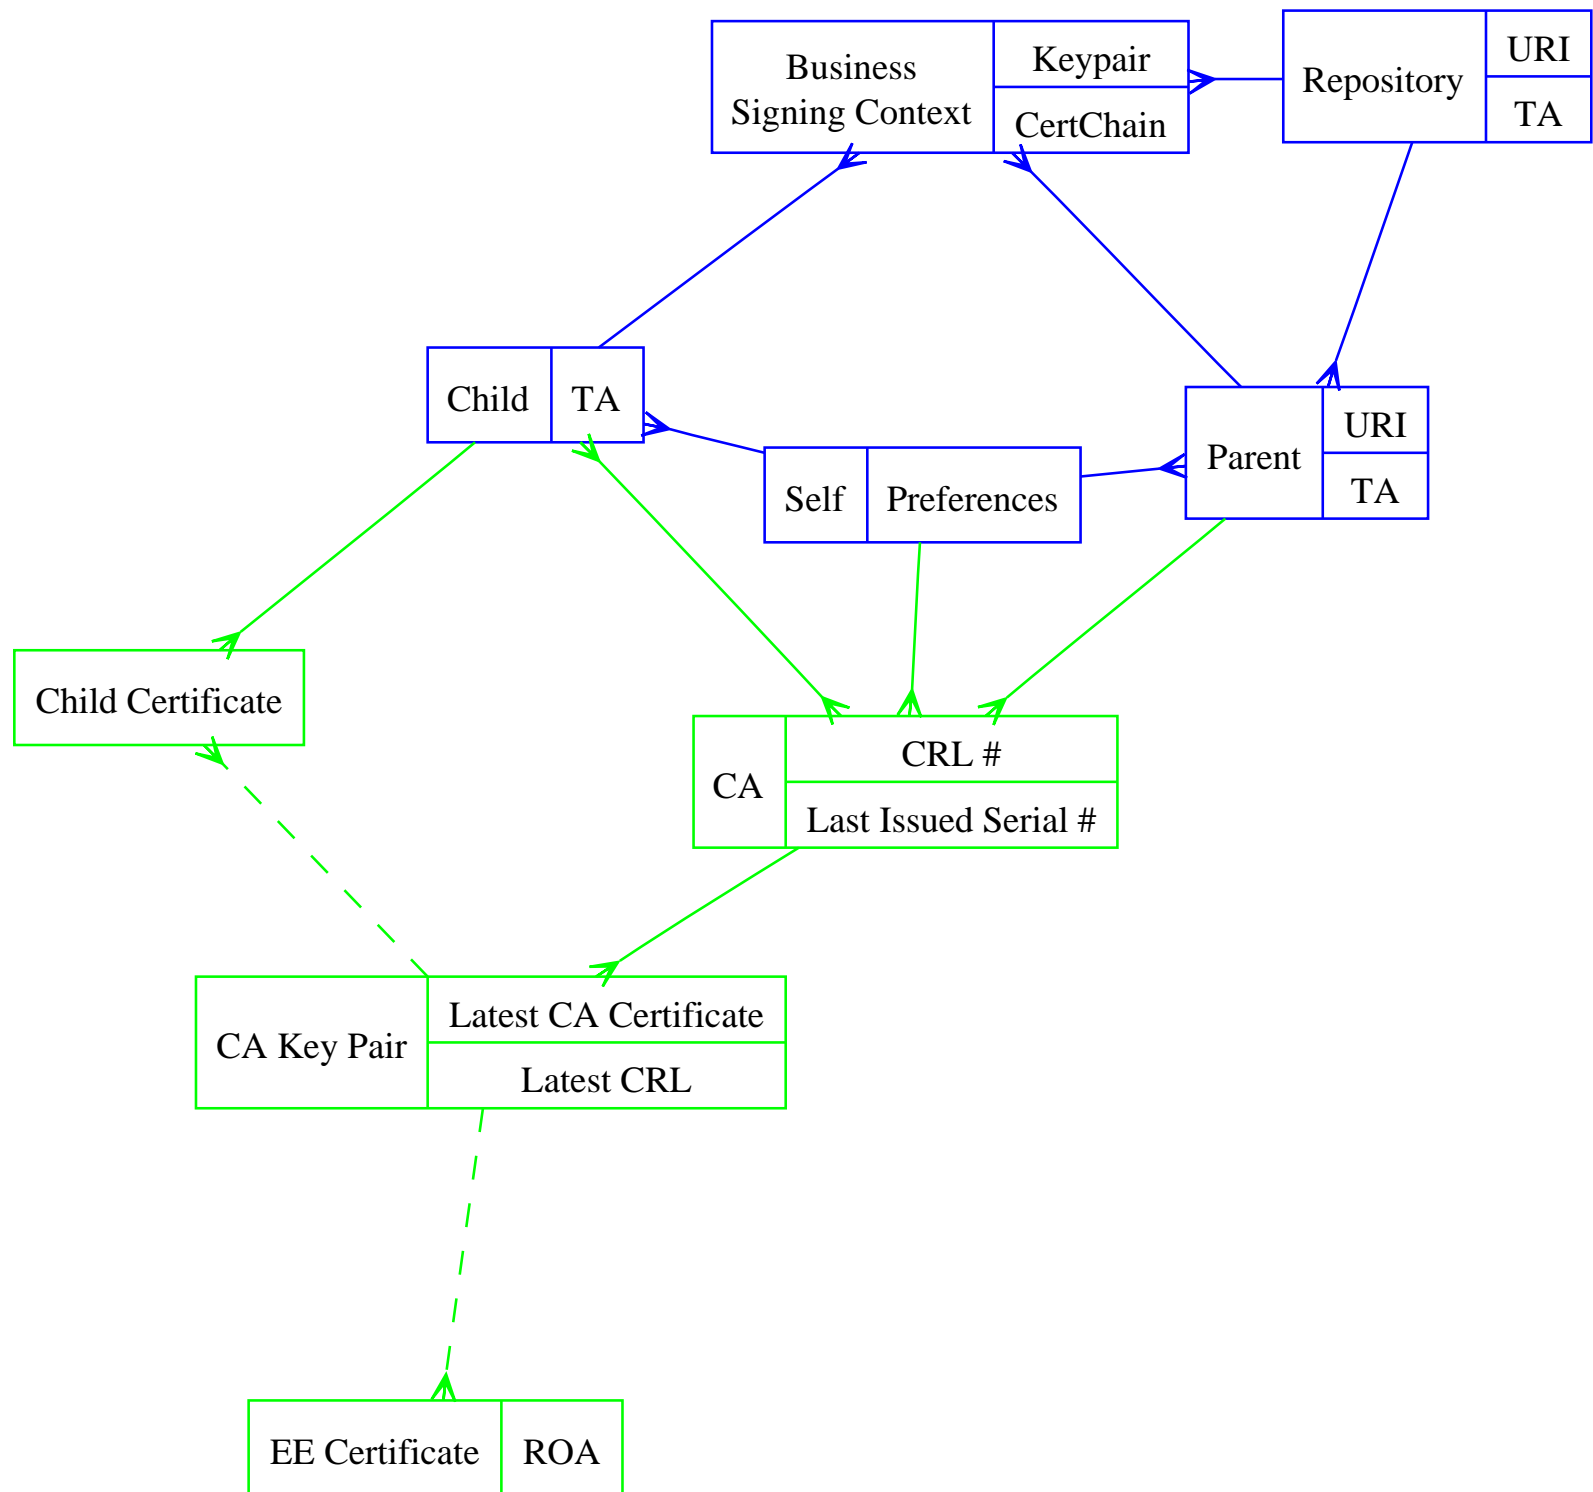 Business
Signing Context
Keypair
CertChain
Repository
URI
TA
Child
TA
Self
Preferences
Parent
URI
TA
Child Certificate
CA
CRL #
Last Issued Serial #
CA Key Pair
Latest CA Certificate
Latest CRL
EE Certificate
ROA